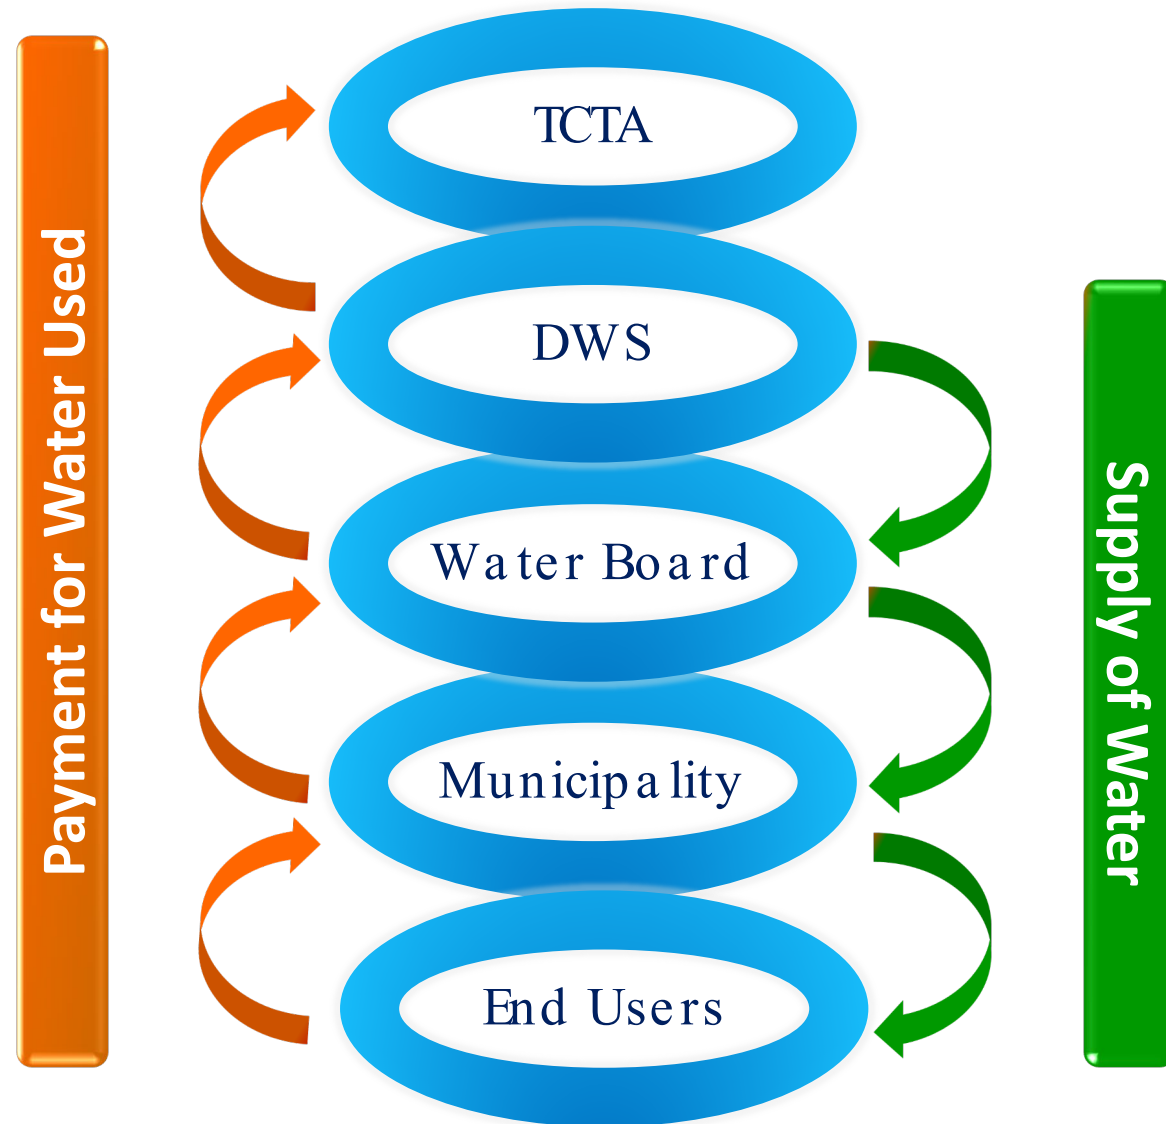 Payment for Water Used
TCTA
DWS
Water Board
Municipality
End Users
Supply of Water